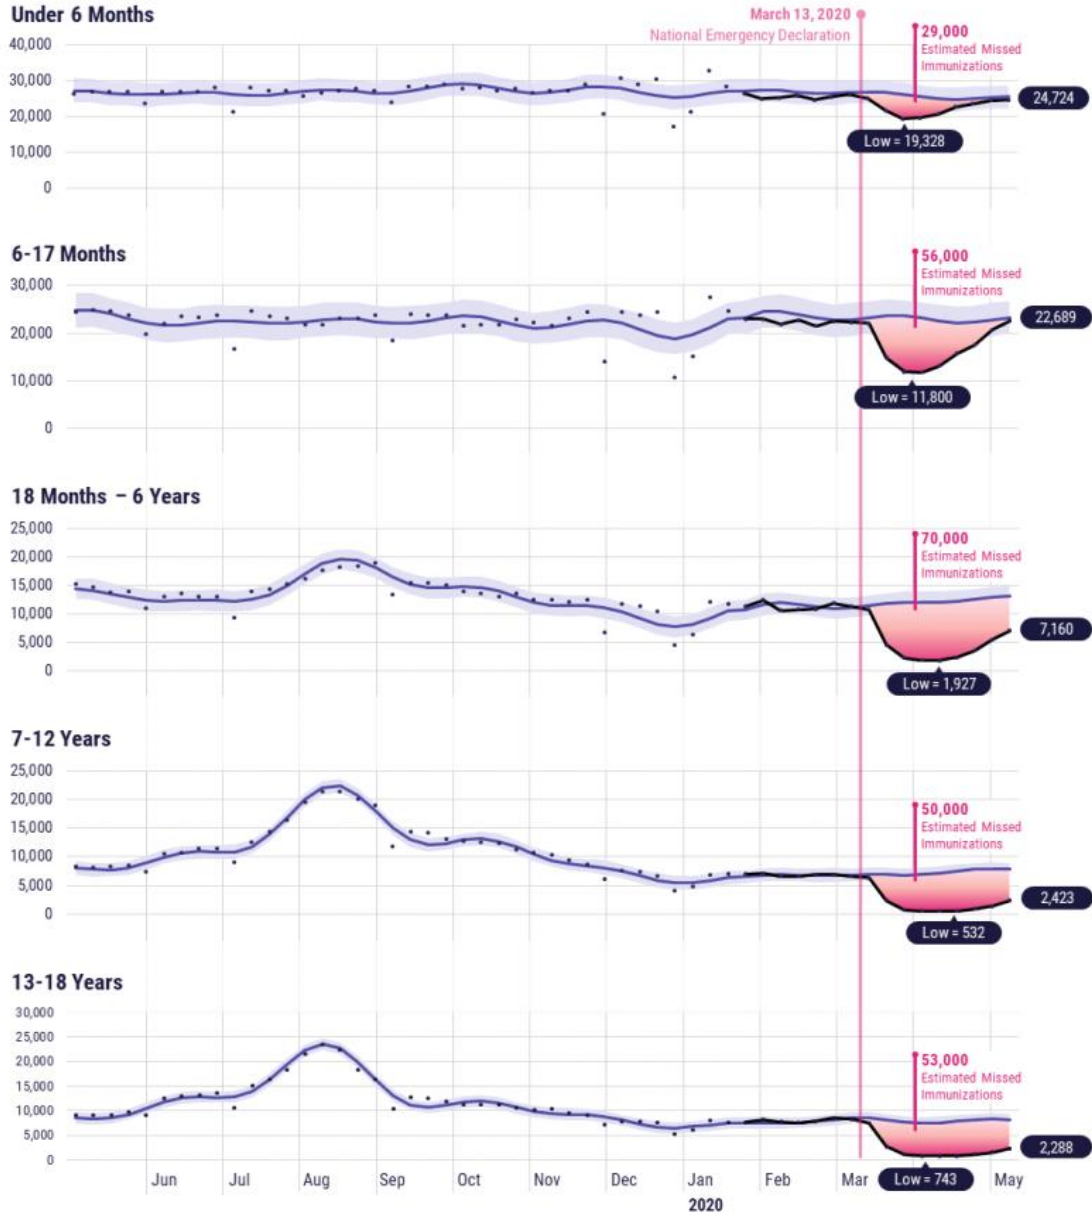 Under 6 Months
March 13, 2020
National Emergency Declaration
29,000
Estimated Missed
Immunizations
40,000
30,000
20,000
10,000
0
24,724
Low = 19,328
6-17 Months
56,000
Estimated Missed
Immunizations
30,000
20,000
10,000
0
22,689
Low = 11,800
18 Months – 6 Years
70,000
Estimated Missed
Immunizations
25,000
20,000
15,000
10,000
5,000
0
7,160
Low = 1,927
7-12 Years
50,000
Estimated Missed
Immunizations
25,000
20,000
15,000
10,000
5,000
0
2,423
Low = 532
13-18 Years
53,000
Estimated Missed
Immunizations
30,000
25,000
20,000
15,000
10,000
5,000
0
2,288
Low = 743
Jun Jul Aug Sep Oct Nov Dec Jan Feb Mar May
2020